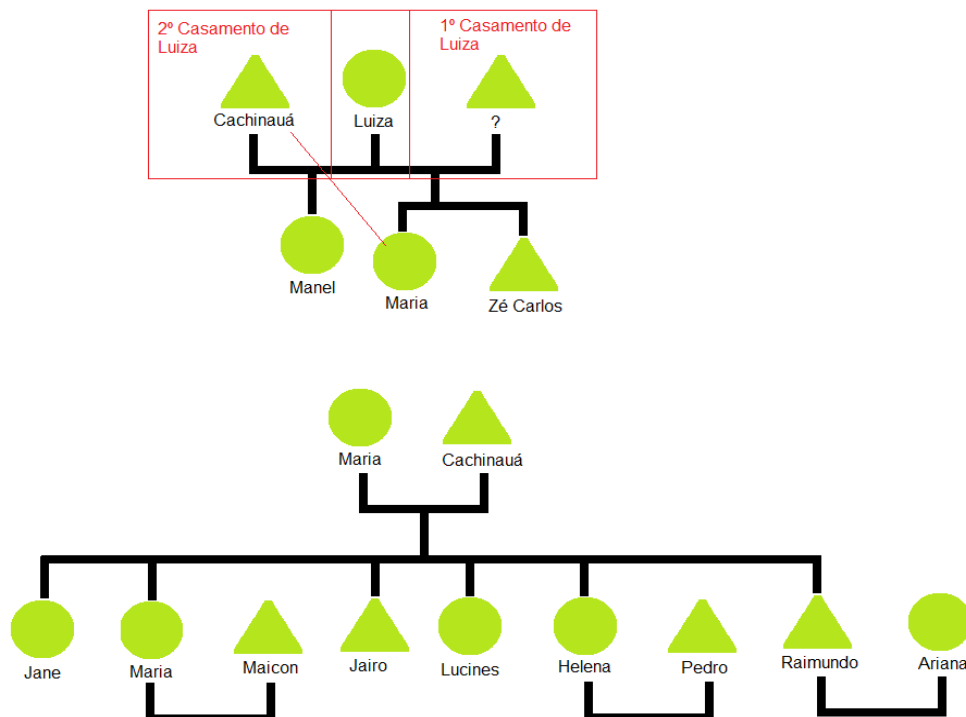 2º Casamento de
Luiza
1º Casamento de
Luiza
Cachinauá
Luiza
?
Manel
Maria
Zé Carlos
Maria
Cachinauá
Jane
Maria
Maicon
Jairo
Lucines
Helena
Pedro
Raimundo
Ariana